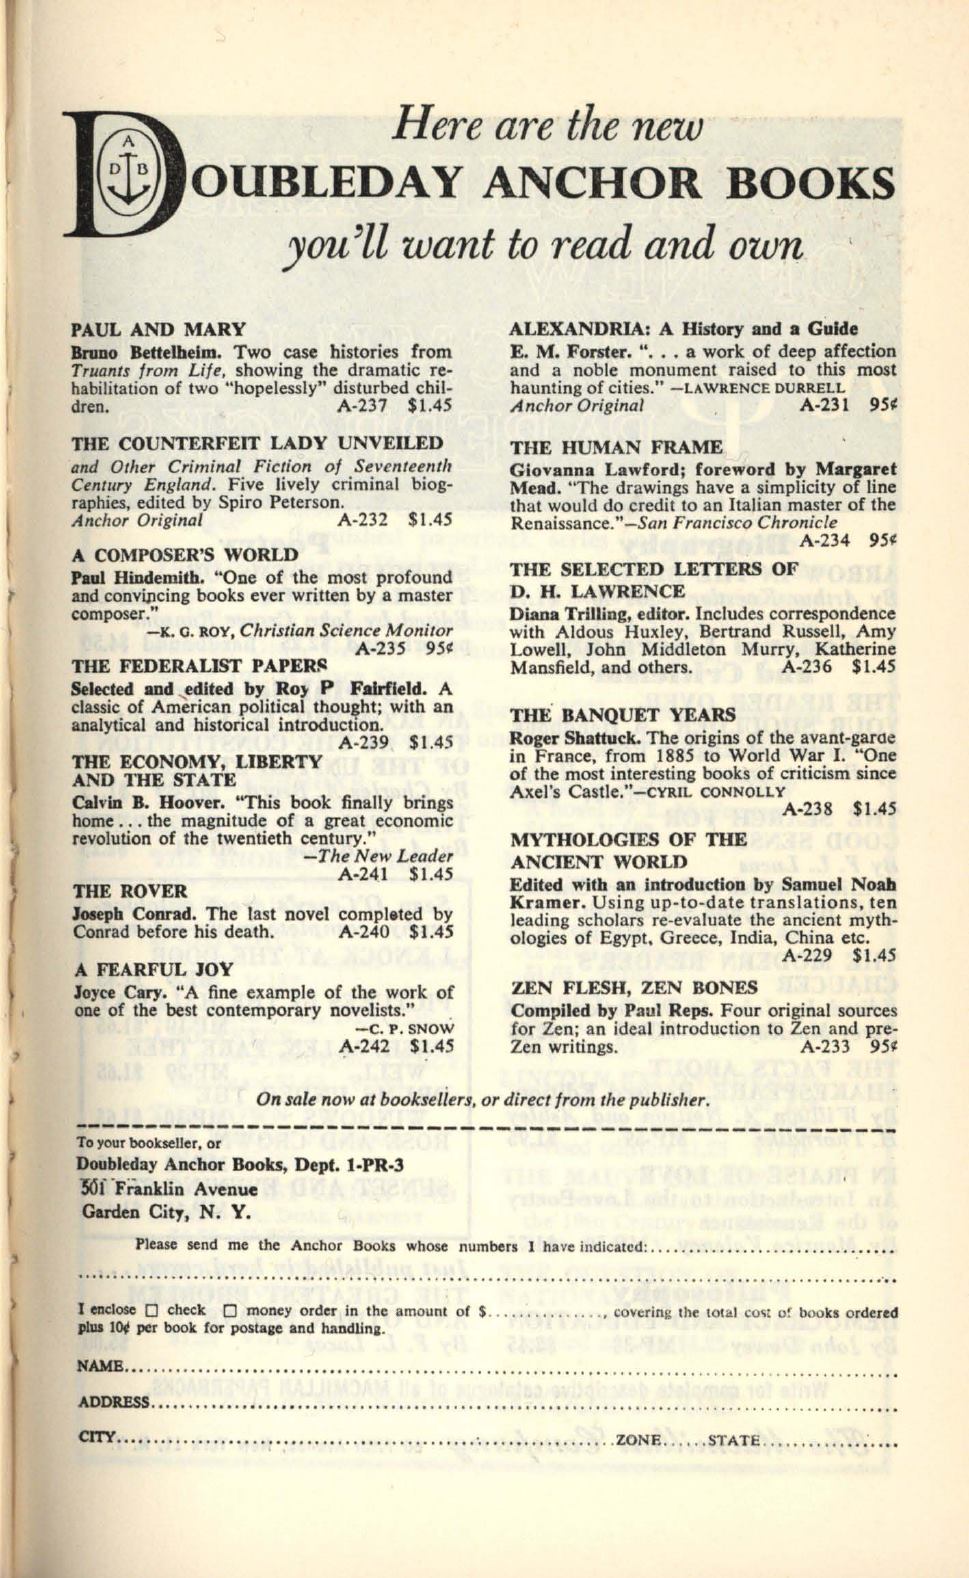 Here are the new
A
D B
DOUBLEDAY ANCHOR BOOKS
you'll want to read and own
PAUL AND MARY
Bruno Bettelheim. Two case histories from
Truants from Life, showing the dramatic re-
habilitation of two "hopelessly" disturbed chil-
dren. A-237 $1.45
THE COUNTERFEIT LADY UNVEILED
and Other Criminal Fiction of Seventeenth
Century England. Five lively criminal biog-
raphies, edited by Spiro Peterson.
Anchor Original A-232 $1.45
A COMPOSER'S WORLD
Paul Hindemith. "One of the most profound
and convincing books ever written by a master
composer."
—K. G. ROY, Christian Science Monitor
A-235 95¢
THE FEDERALIST PAPERS
Selected and edited by Roy P Fairfield. A
classic of American political thought; with an
analytical and historical introduction.
A-239 $1.45
THE ECONOMY, LIBERTY
AND THE STATE
Calvin B. Hoover. "This book finally brings
home... the magnitude of a great economic
revolution of the twentieth century."
—The New Leader
A-241 $1.45
THE ROVER
Joseph Conrad. The last novel completed by
Conrad before his death. A-240 $1.45
A FEARFUL JOY
Joyce Cary. "A fine example of the work of
one of the best contemporary novelists."
—C. P. SNOW
A-242 $1.45
ALEXANDRIA: A History and a Guide
E. M. Forster. ". . . a work of deep affection
and a noble monument raised to this most
haunting of cities." —LAWRENCE DURRELL
Anchor Original A-231 95¢
THE HUMAN FRAME
Giovanna Lawford; foreword by Margaret
Mead. "The drawings have a simplicity of line
that would do credit to an Italian master of the
Renaissance."—San Francisco Chronicle
A-234 95¢
THE SELECTED LETTERS OF
D. H. LAWRENCE
Diana Trilling, editor. Includes correspondence
with Aldous Huxley, Bertrand Russell, Amy
Lowell, John Middleton Murry, Katherine
Mansfield, and others. A-236 $1.45
THE BANQUET YEARS
Roger Shattuck. The origins of the avant-garde
in France, from 1885 to World War I. "One
of the most interesting books of criticism since
Axel's Castle."—CYRIL CONNOLLY
A-238 $1.45
MYTHOLOGIES OF THE
ANCIENT WORLD
Edited with an introduction by Samuel Noah
Kramer. Using up-to-date translations, ten
leading scholars re-evaluate the ancient myth-
ologies of Egypt, Greece, India, China etc.
A-229 $1.45
ZEN FLESH, ZEN BONES
Compiled by Paul Reps. Four original sources
for Zen; an ideal introduction to Zen and pre-
Zen writings. A-233 95¢
On sale now at booksellers, or direct from the publisher.
To your bookseller, or
Doubleday Anchor Books, Dept. 1-PR-3
501 Franklin Avenue
Garden City, N. Y.
Please send me the Anchor Books whose numbers I have indicated:
I enclose □ check □ money order in the amount of $.............., covering the total cost of books ordered
plus 10¢ per book for postage and handling.
NAME
ADDRESS
CITY ZONE STATE